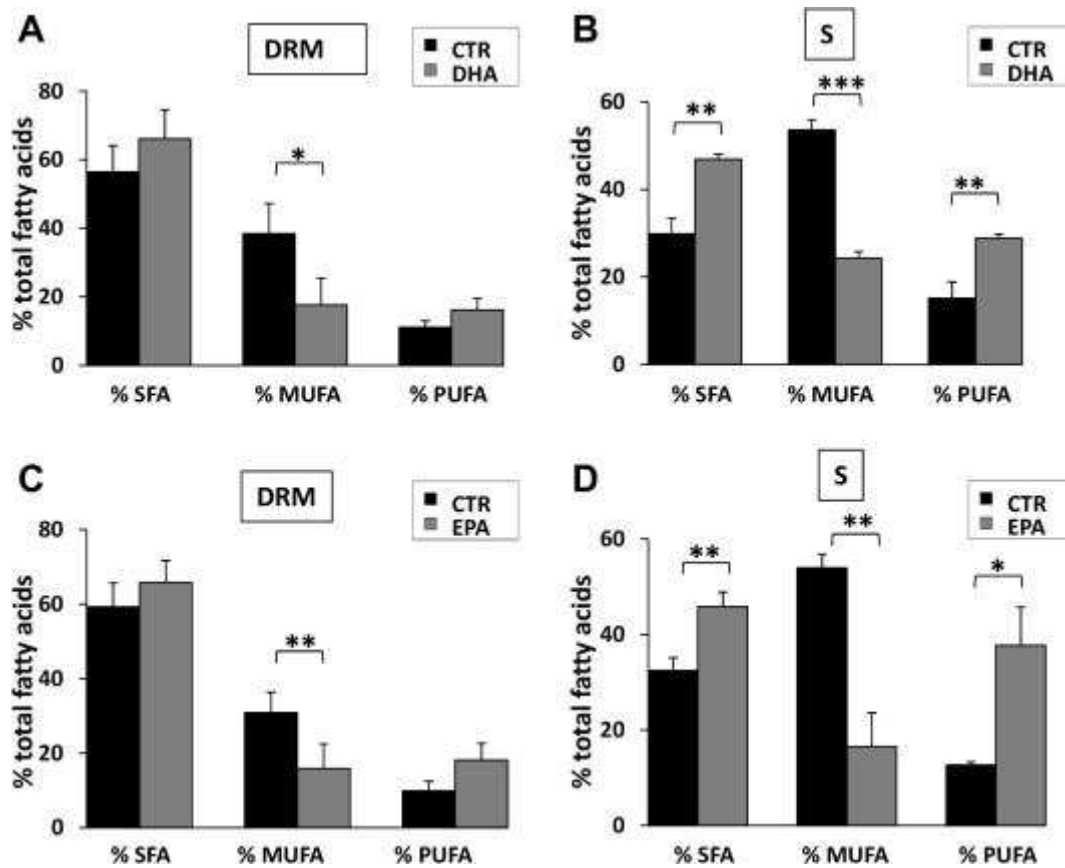 A
DRM
CTR
DHA
% total fatty acids
80
60
40
20
0
*
% SFA
% MUFA
% PUFA
B
S
CTR
DHA
% total fatty acids
60
40
20
0
**
***
**
% SFA
% MUFA
% PUFA
C
DRM
CTR
EPA
% total fatty acids
80
60
40
20
0
**
% SFA
% MUFA
% PUFA
D
S
CTR
EPA
% total fatty acids
60
40
20
0
**
**
*
% SFA
% MUFA
% PUFA